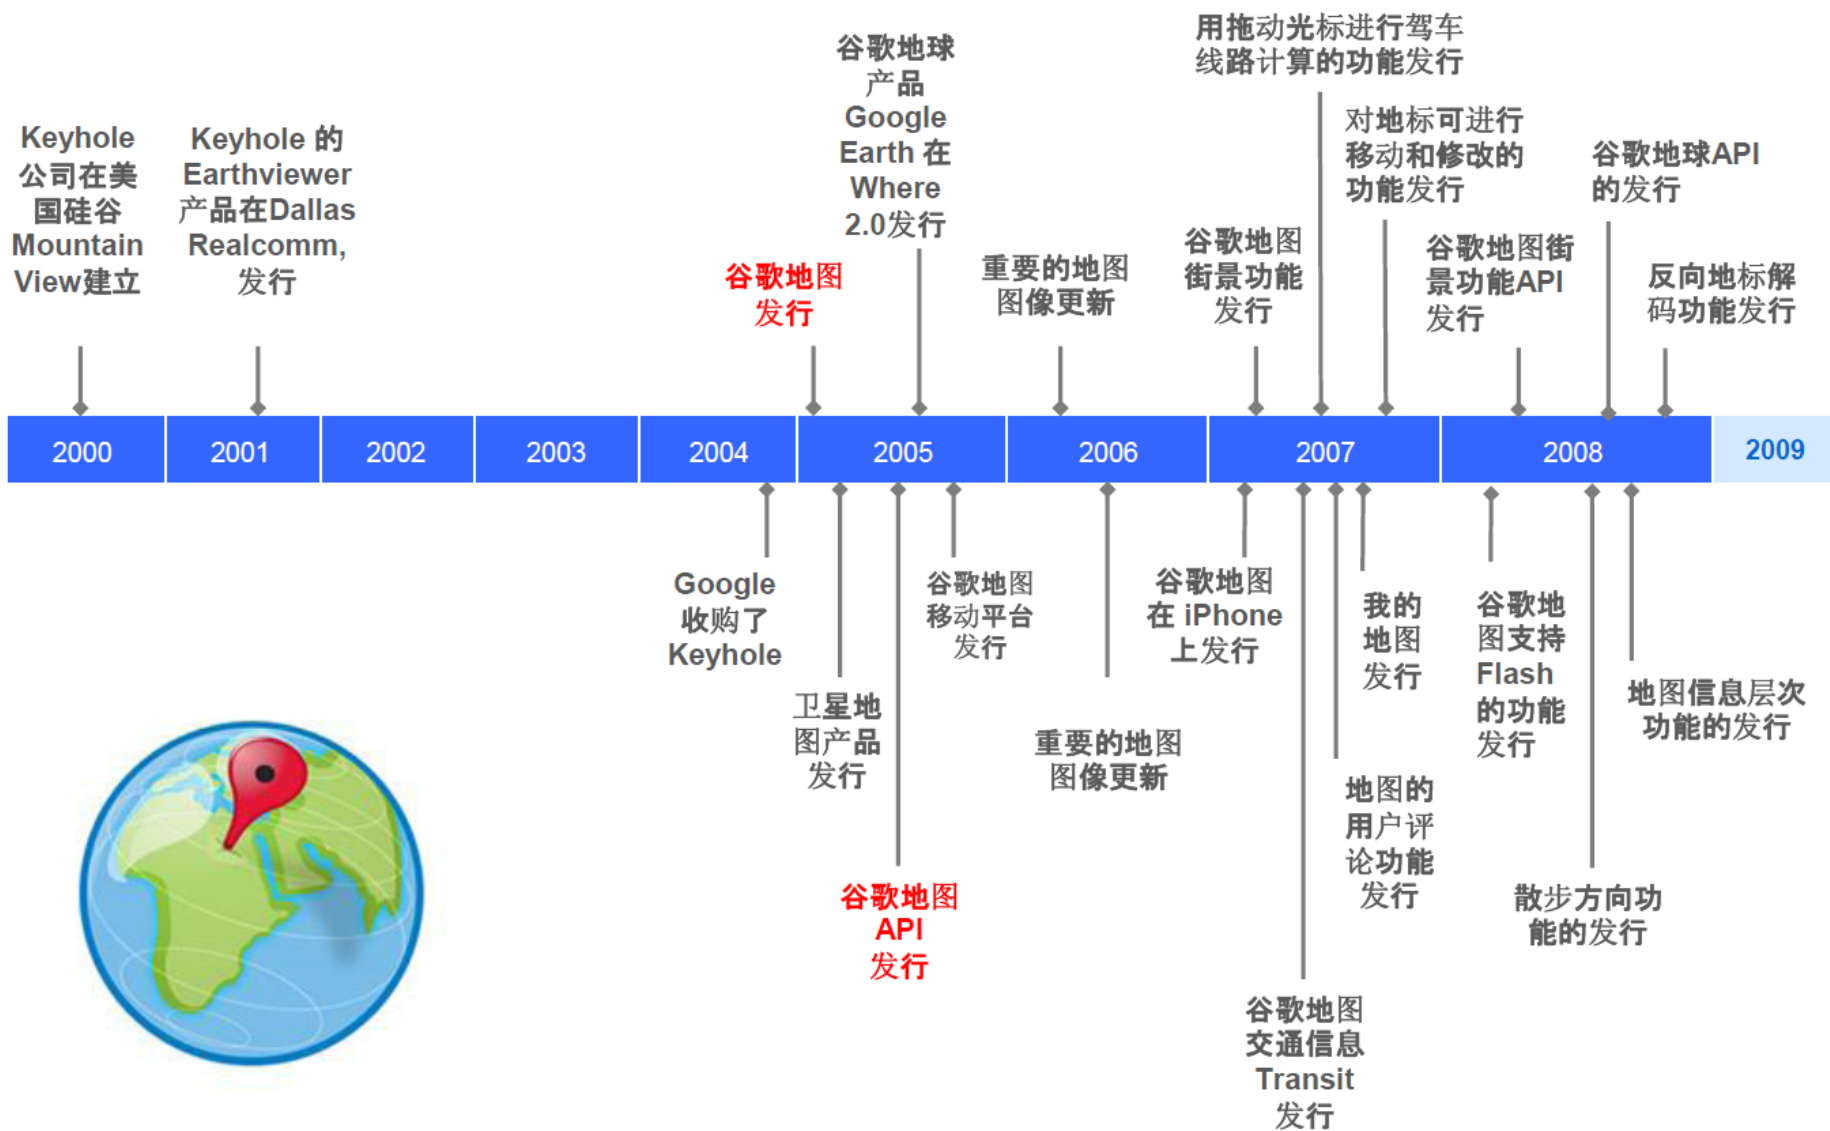 Keyhole
公司在美
国硅谷
Mountain
View建立
Keyhole 的
Earthviewer
产品在Dallas
Realcomm,
发行
谷歌地图
发行
谷歌地球
产品
Google
Earth 在
Where
2.0发行
重要的地图
图像更新
谷歌地图
街景功能
发行
用拖动光标进行驾车
线路计算的功能发行
对地标可进行
移动和修改的
功能发行
谷歌地图街
景功能API
发行
谷歌地球API
的发行
反向地标解
码功能发行
2000
2001
2002
2003
2004
2005
2006
2007
2008
2009
Google
收购了
Keyhole
卫星地
图产品
发行
谷歌地图
API
发行
谷歌地图
移动平台
发行
重要的地图
图像更新
谷歌地图
在 iPhone
上发行
谷歌地图
交通信息
Transit
发行
地图的
用户评
论功能
发行
我的
地图
发行
谷歌地
图支持
Flash
的功能
发行
散步方向功
能的发行
地图信息层次
功能的发行